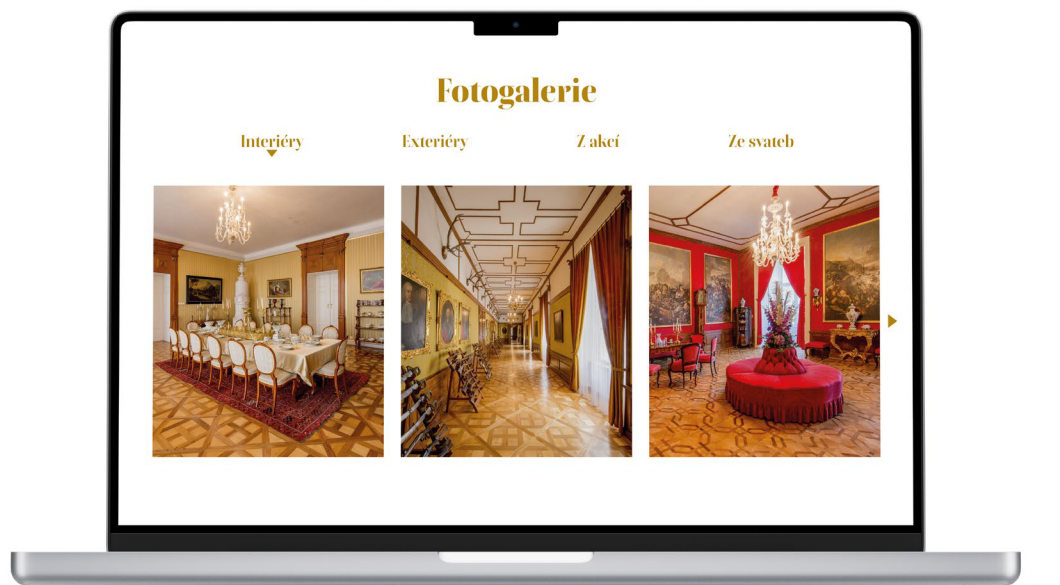 Fotogalerie
Interiéry
Exteriéry
Z akcí
Ze svateb